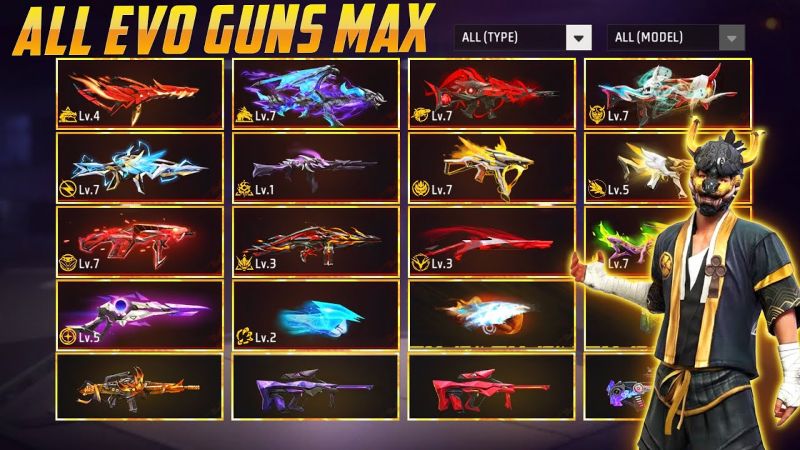 ALL EVO GUNS MAX
ALL (TYPE)
ALL (MODEL)
Lv.4
Lv.7
Lv.7
Lv.7
Lv.7
Lv.1
Lv.7
Lv.5
Lv.7
Lv.3
Lv.3
Lv.7
Lv.5
Lv.2